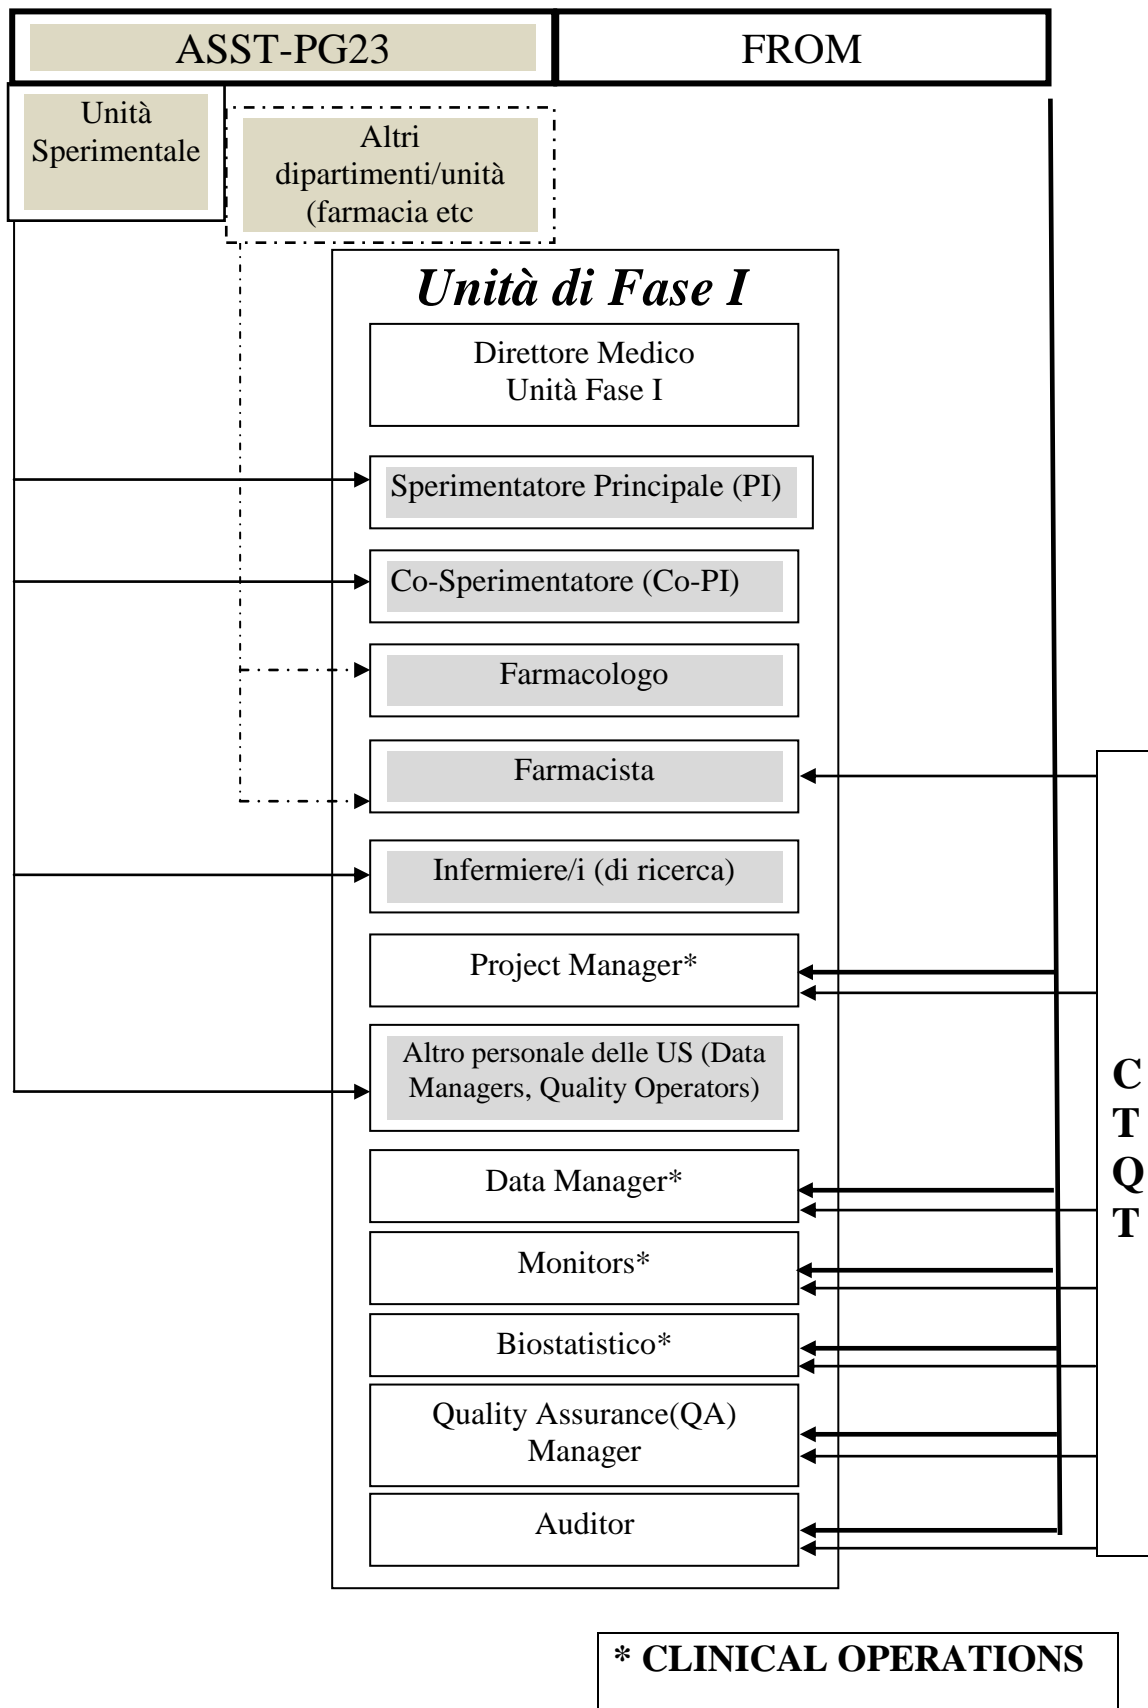 ASST-PG23
FROM
Unità
Sperimentale
Altri
dipartimenti/unità
(farmacia etc
Unità di Fase I
Direttore Medico
Unità Fase I
Sperimentatore Principale (PI)
Co-Sperimentatore (Co-PI)
Farmacologo
Farmacista
Infermiere/i (di ricerca)
Project Manager*
Altro personale delle US (Data
Managers, Quality Operators)
Data Manager*
Monitors*
Biostatistico*
Quality Assurance(QA)
Manager
Auditor
C
T
Q
T
* CLINICAL OPERATIONS